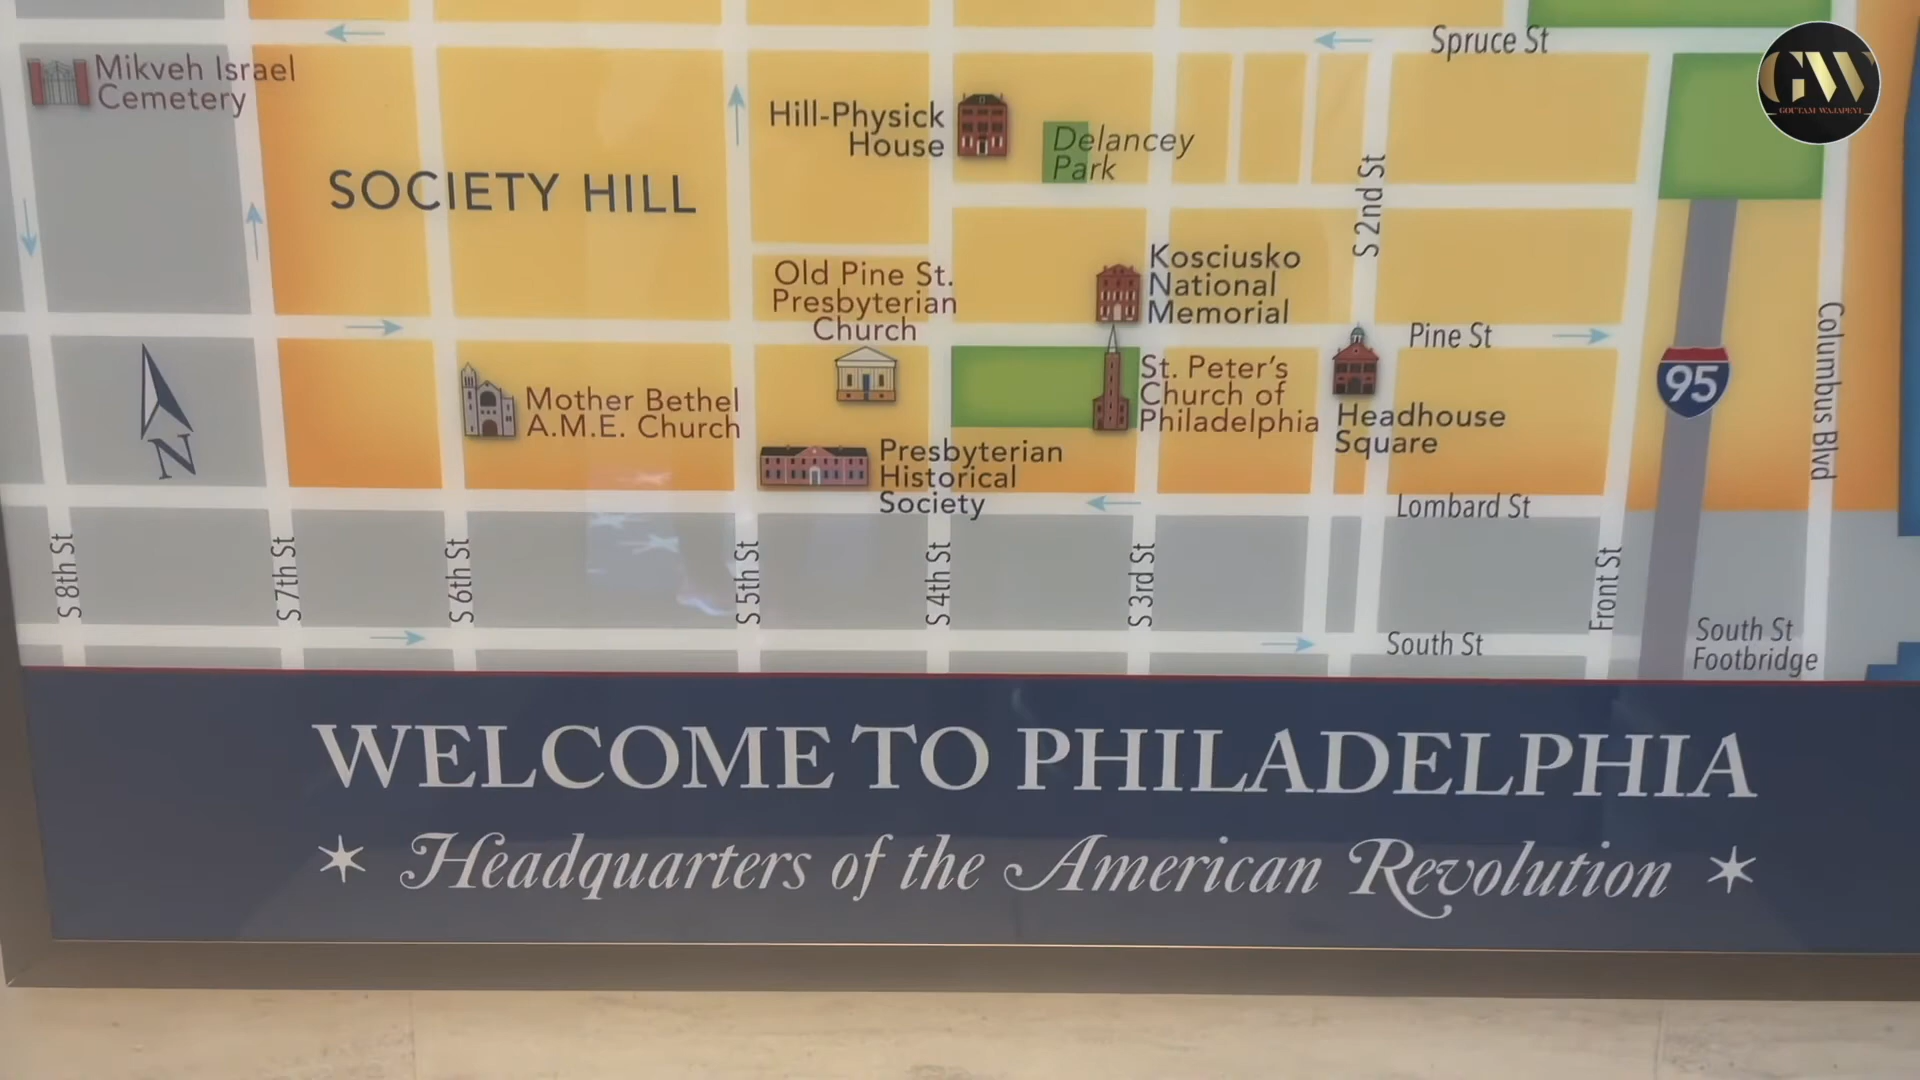 Spruce St
GW
GOUTAM WAJAPEYI
Mikveh Israel
Cemetery
Hill-Physick
House
Delancey
Park
SOCIETY HILL
S 2nd St
Kosciusko
National
Memorial
Old Pine St.
Presbyterian
Church
Pine St
95
Columbus Blvd
St. Peter's
Church of
Philadelphia
Mother Bethel
A.M.E. Church
Headhouse
Square
Presbyterian
Historical
Society
N
Lombard St
S 8th St
S 7th St
S 6th St
S 5th St
S 4th St
S 3rd St
Front St
South St
South St
Footbridge
WELCOME TO PHILADELPHIA
Headquarters of the American Revolution